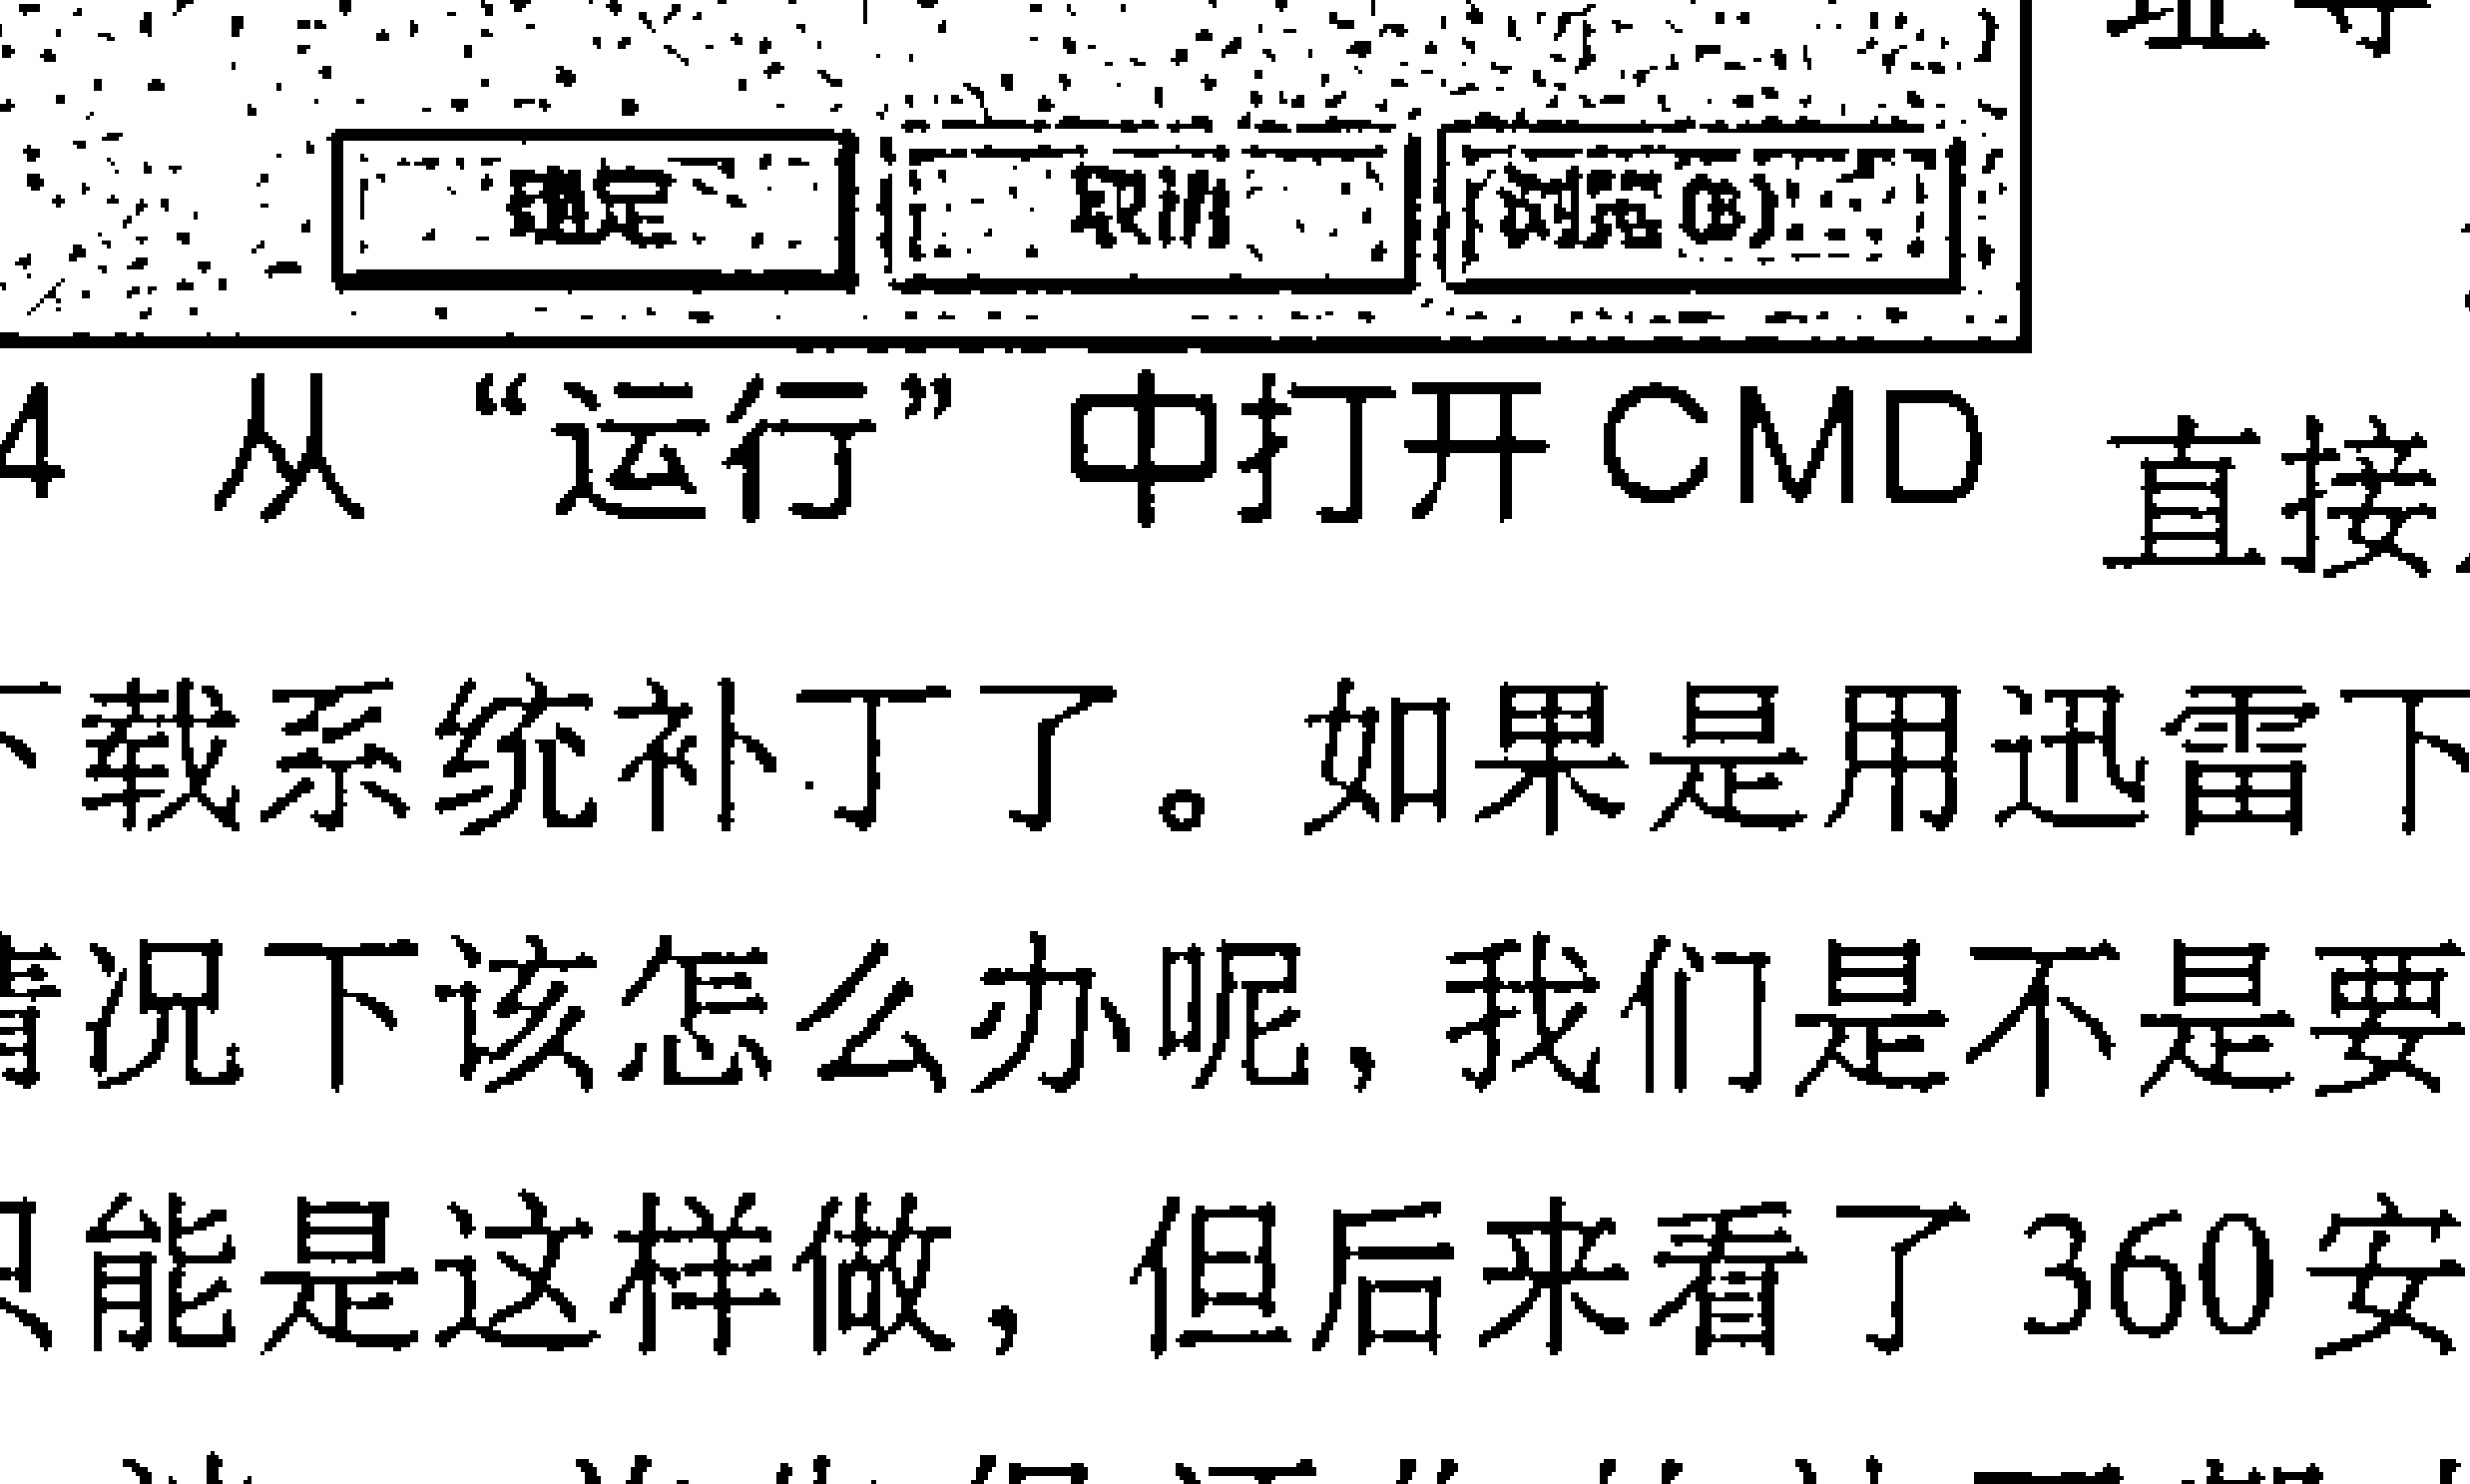 确定 取消 浏览(B)...
4 从 “运行” 中打开 CMD
直接
下载系统补丁了。如果是用迅雷下
情况下该怎么办呢,我们是不是要
只能是这样做,但后来看了360安